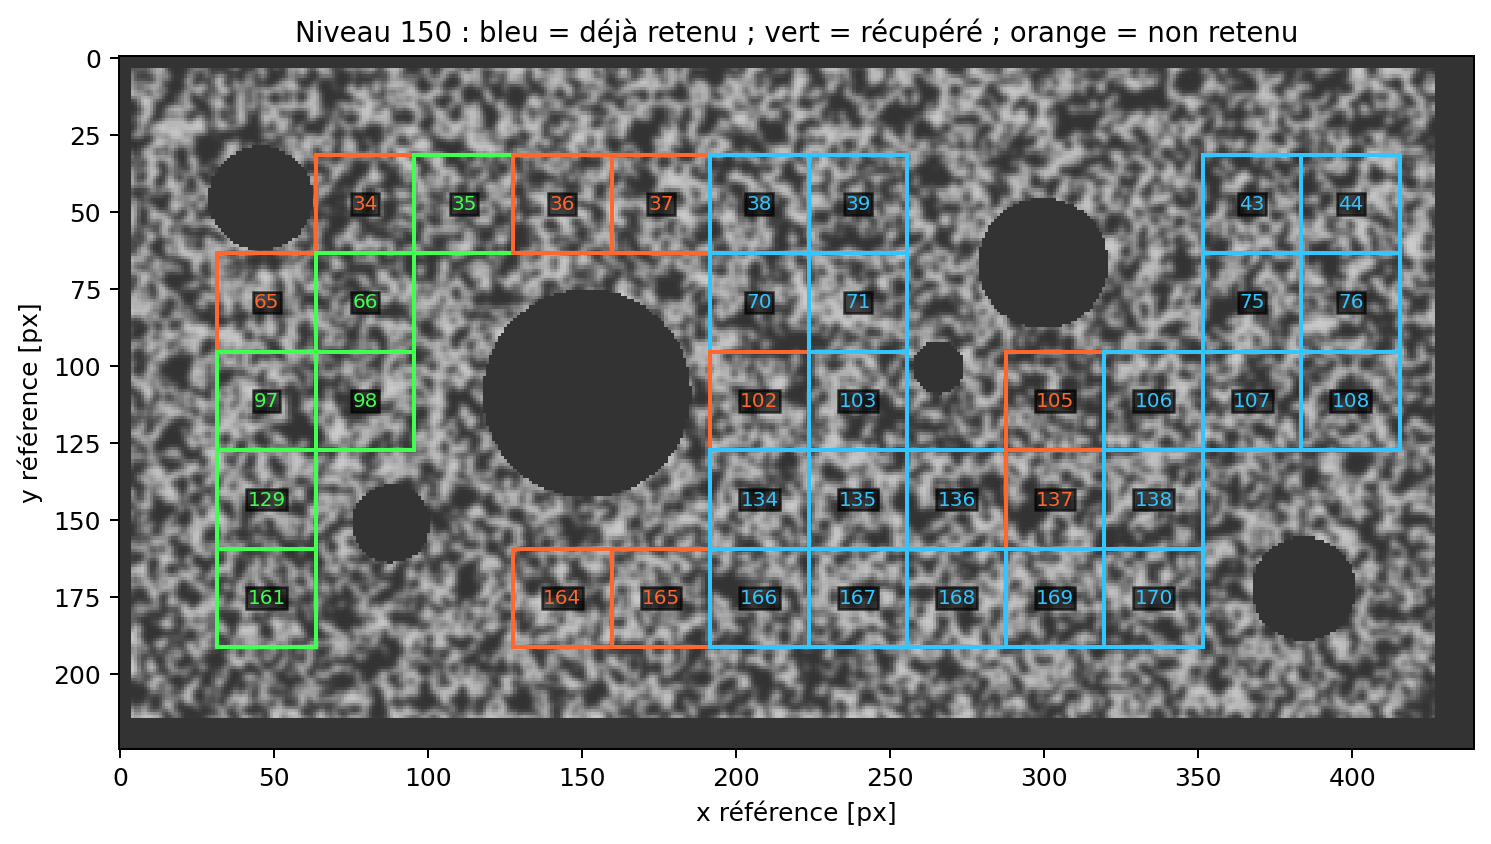 Niveau 150 : bleu = déjà retenu ; vert = récupéré ; orange = non retenu
0
25
50
75
100
125
150
175
200
y référence [px]
34 35 36 37 38 39 43 44
65 66 70 71 75 76
97 98 102 103 105 106 107 108
129 134 135 136 137 138
161 164 165 166 167 168 169 170
0 50 100 150 200 250 300 350 400
x référence [px]